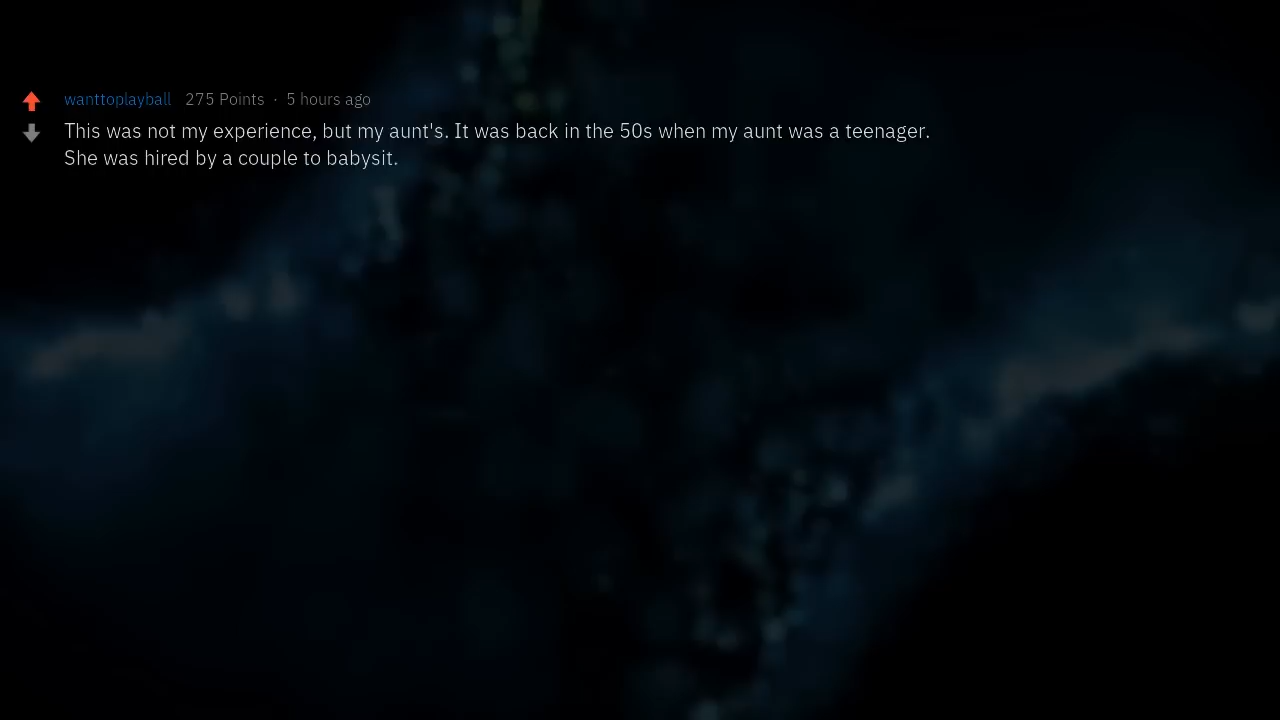 wanttoplayball 275 Points · 5 hours ago
This was not my experience, but my aunt's. It was back in the 50s when my aunt was a teenager.
She was hired by a couple to babysit.